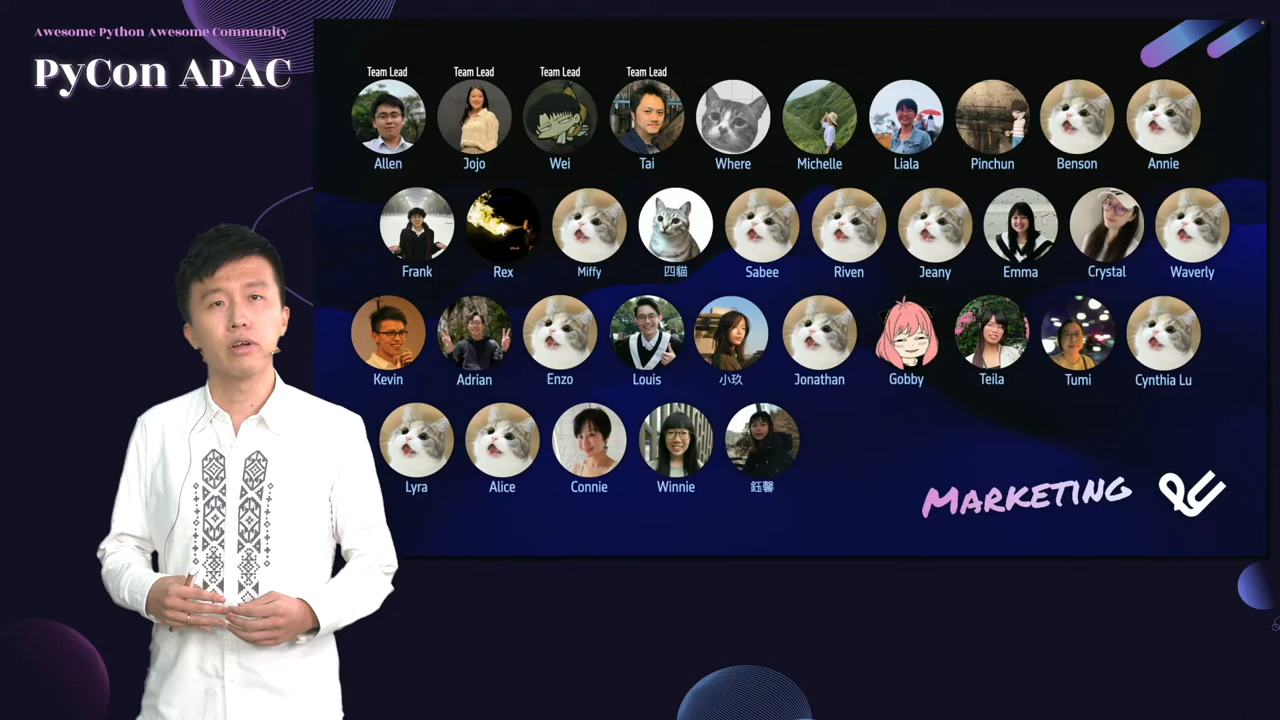 Awesome Python Awesome Community
PyCon APAC
Team Lead Team Lead Team Lead Team Lead
Allen Jojo Wei Tai Where Michelle Liala Pinchun Benson Annie
Frank Rex Miffy 四貓 Sabee Riven Jeany Emma Crystal Waverly
Kevin Adrian Enzo Louis 小玖 Jonathan Gobby Teila Tumi Cynthia Lu
Lyra Alice Connie Winnie 鈺馨
Marketing